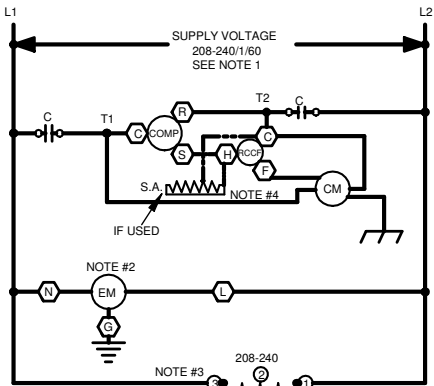 L1 L2
SUPPLY VOLTAGE
208-240/1/60
SEE NOTE 1
C T1 C COMP R T2 C
S H RCCF C
F
S.A. NOTE #4 CM
IF USED
NOTE #2
N EM L
G
NOTE #3 208-240
3 2 1